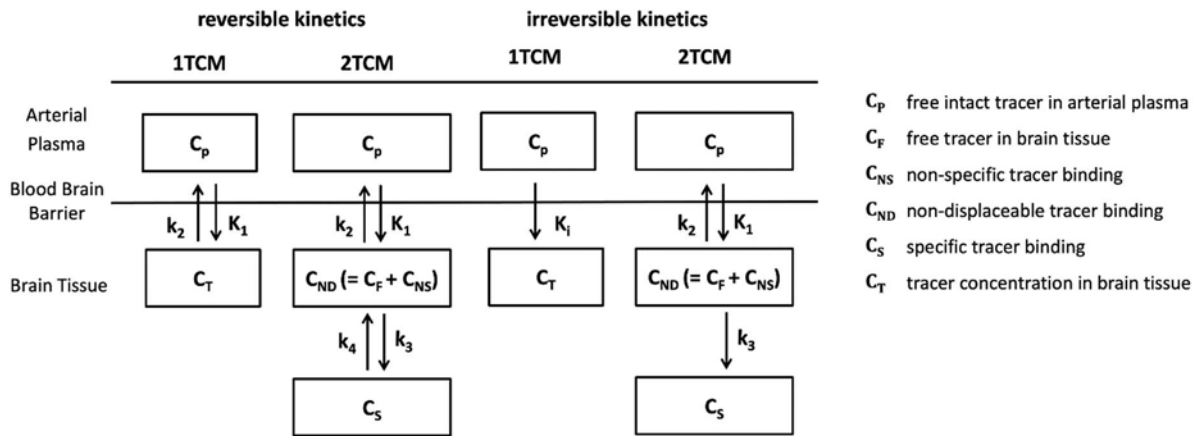 reversible kinetics irreversible kinetics
1TCM 2TCM 1TCM 2TCM
Arterial
Plasma
Cp Cp Cp Cp
Blood Brain
Barrier
k2 K1 k2 K1 Ki k2 K1
Brain Tissue
CT CND (= CF + CNS) CT CND (= CF + CNS)
k4 k3 k3
CS CS
CP free intact tracer in arterial plasma
CF free tracer in brain tissue
CNS non-specific tracer binding
CND non-displaceable tracer binding
CS specific tracer binding
CT tracer concentration in brain tissue